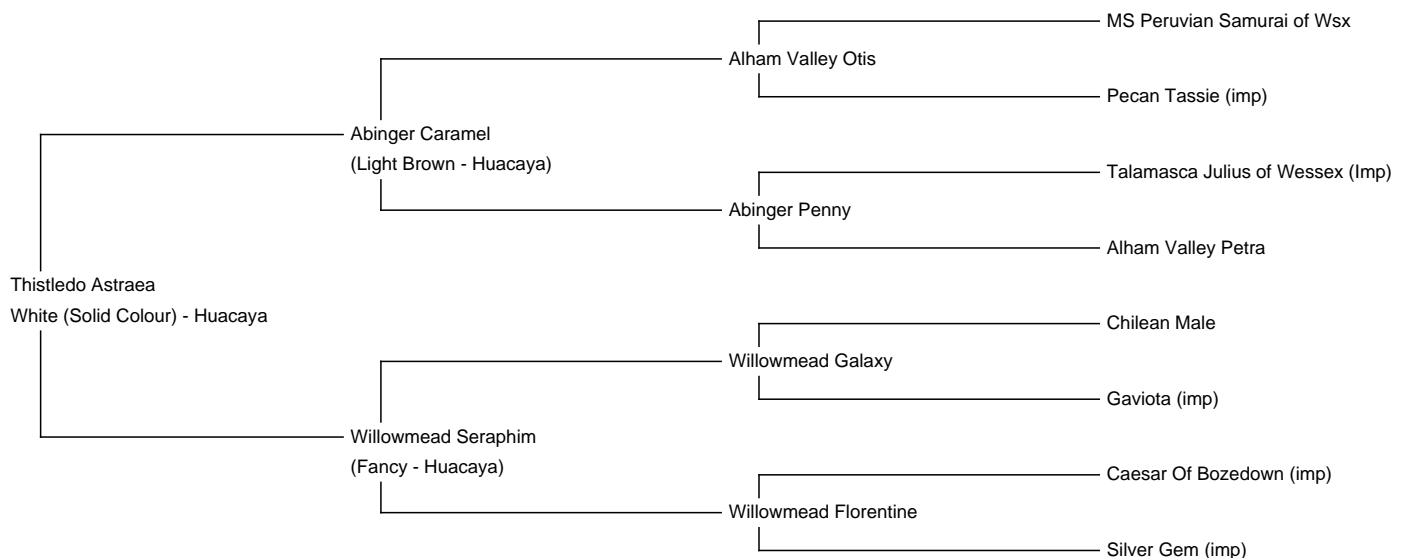 MS Peruvian Samurai of Wsx
Alham Valley Otis
Pecan Tassie (imp)
Abinger Caramel
(Light Brown - Huacaya)
Talamasca Julius of Wessex (Imp)
Abinger Penny
Alham Valley Petra
Thistledo Astraea
White (Solid Colour) - Huacaya
Chilean Male
Willowmead Galaxy
Gaviota (imp)
Willowmead Seraphim
(Fancy - Huacaya)
Caesar Of Bozedown (imp)
Willowmead Florentine
Silver Gem (imp)